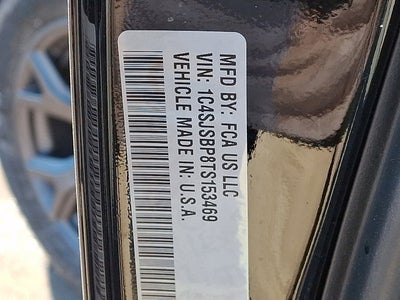 MFD BY: FCA US LLC
VIN: 1C4SJSBP8TS153469
VEHICLE MADE IN: U.S.A.